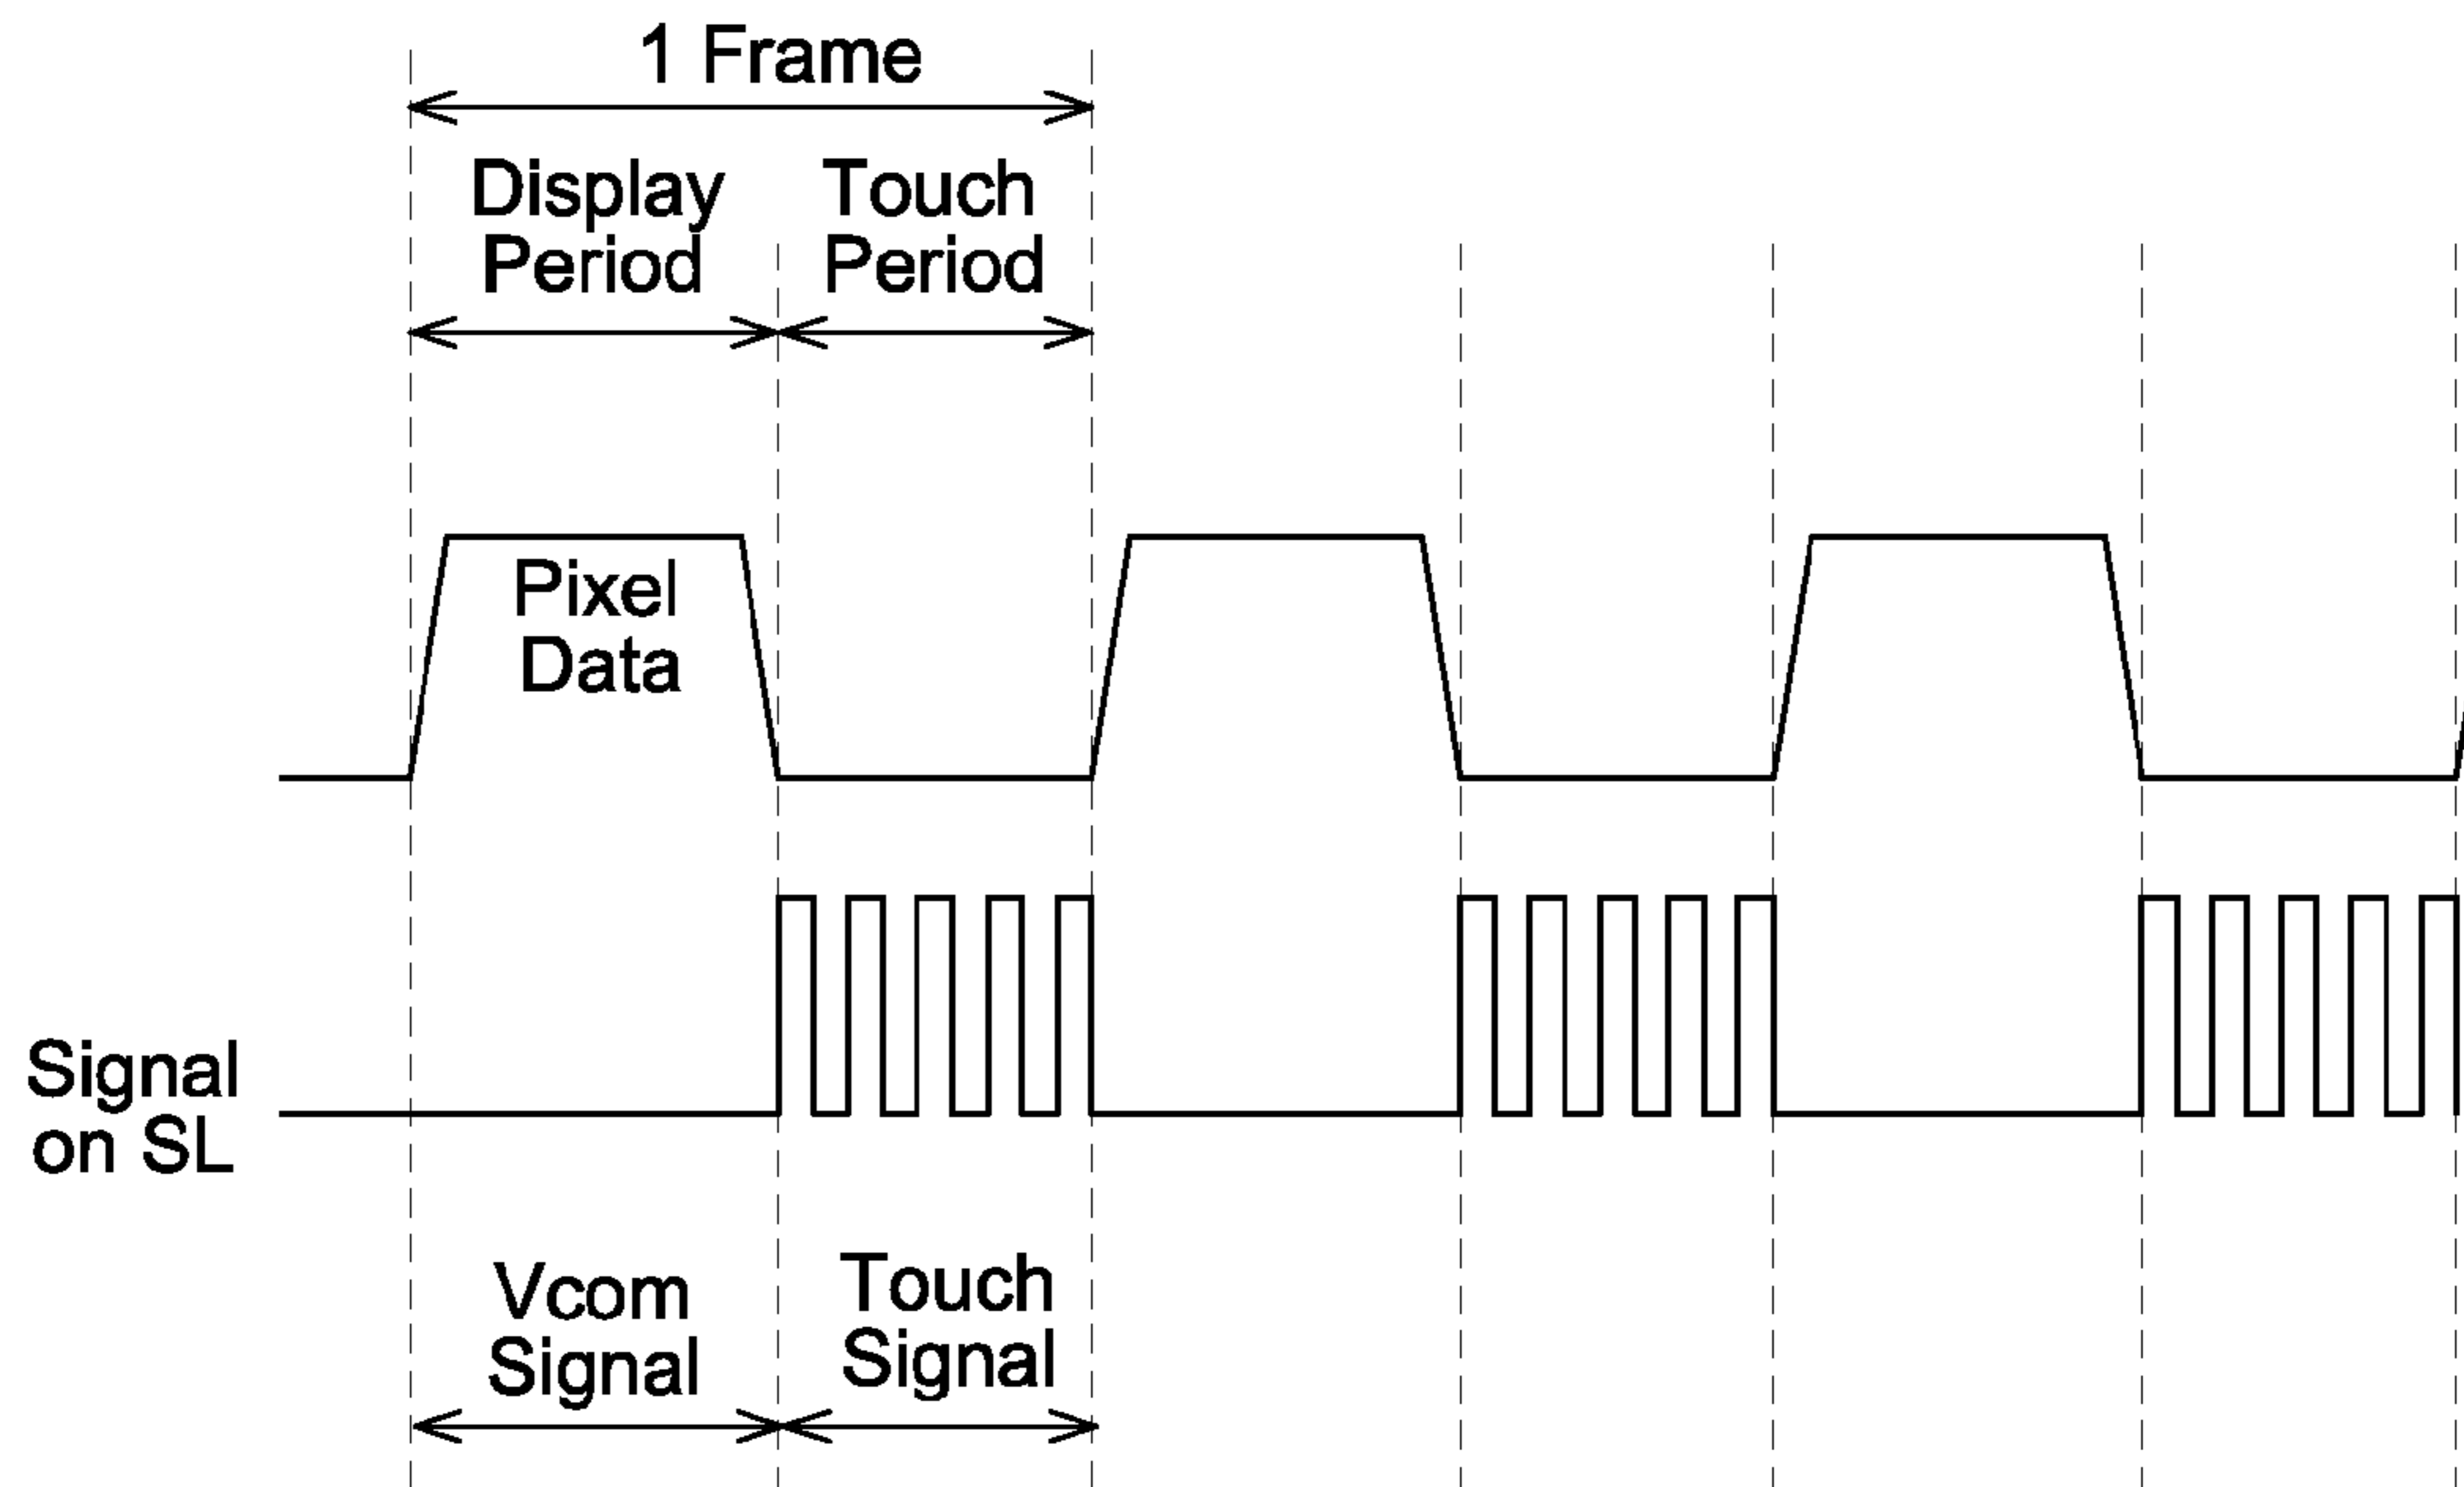 1 Frame
Display
Period
Touch
Period
Pixel
Data
Signal
on SL
Vcom
Signal
Touch
Signal